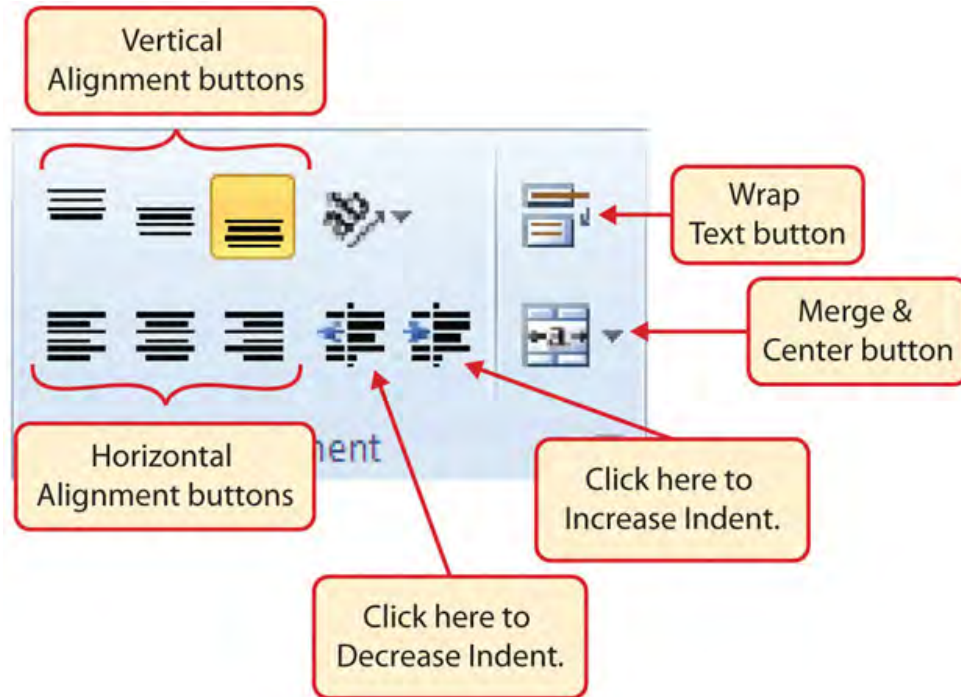 Vertical
Alignment buttons
Wrap
Text button
Merge &
Center button
a
Horizontal
Alignment buttons
ment
Click here to
Increase Indent.
Click here to
Decrease Indent.